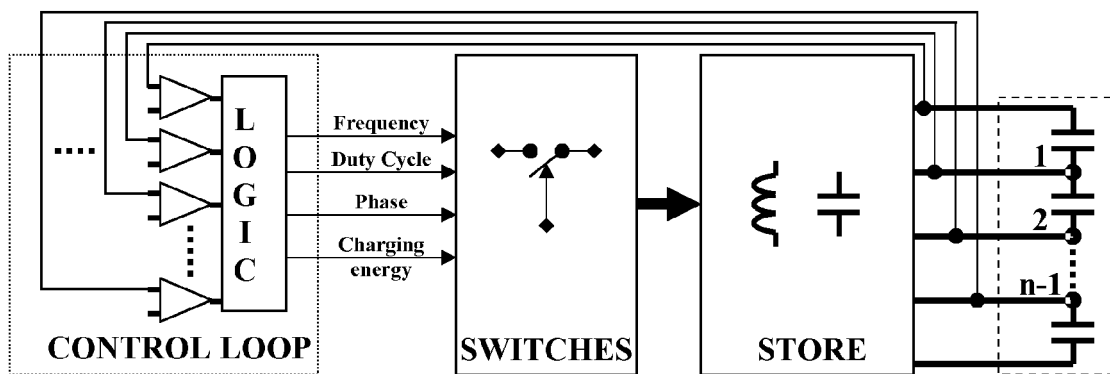 L
O
G
I
C
Frequency
Duty Cycle
Phase
Charging
energy
1
2
n-1
CONTROL LOOP
SWITCHES
STORE